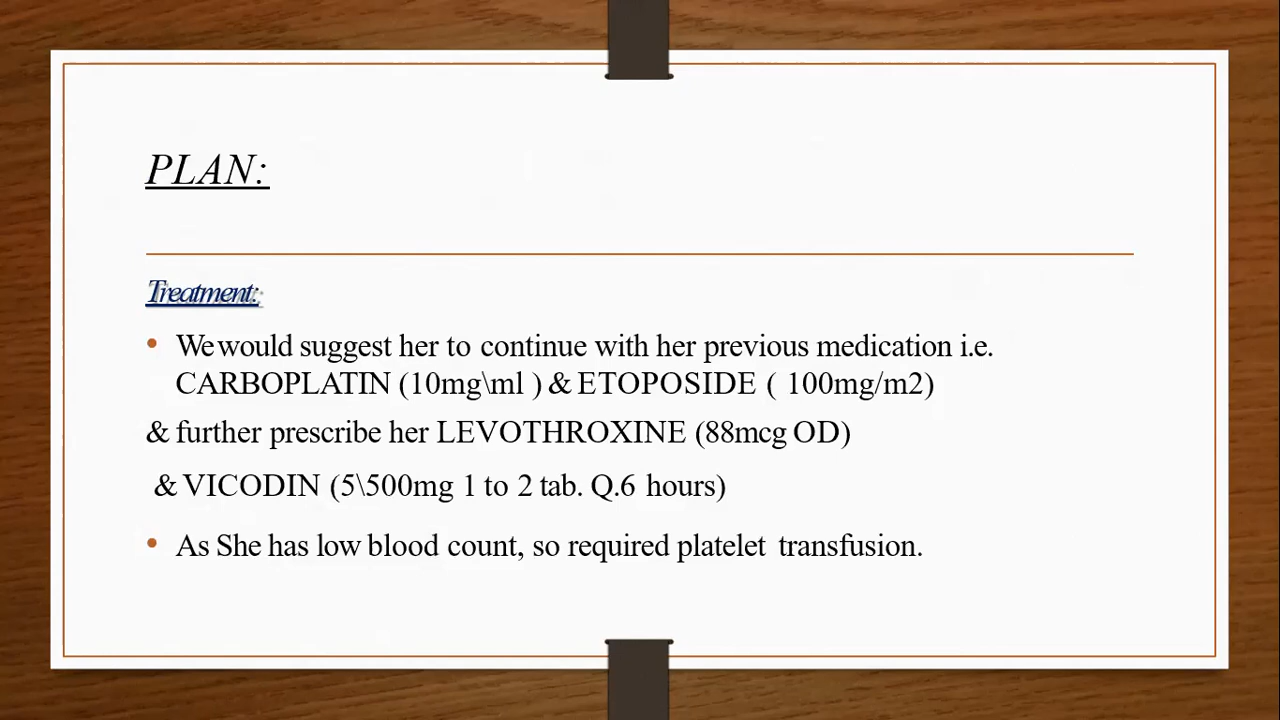 PLAN:
Treatment:
• We would suggest her to continue with her previous medication i.e.
CARBOPLATIN (10mg\ml ) & ETOPOSIDE ( 100mg/m2)
& further prescribe her LEVOTHROXINE (88mcg OD)
& VICODIN (5\500mg 1 to 2 tab. Q.6 hours)
• As She has low blood count, so required platelet transfusion.